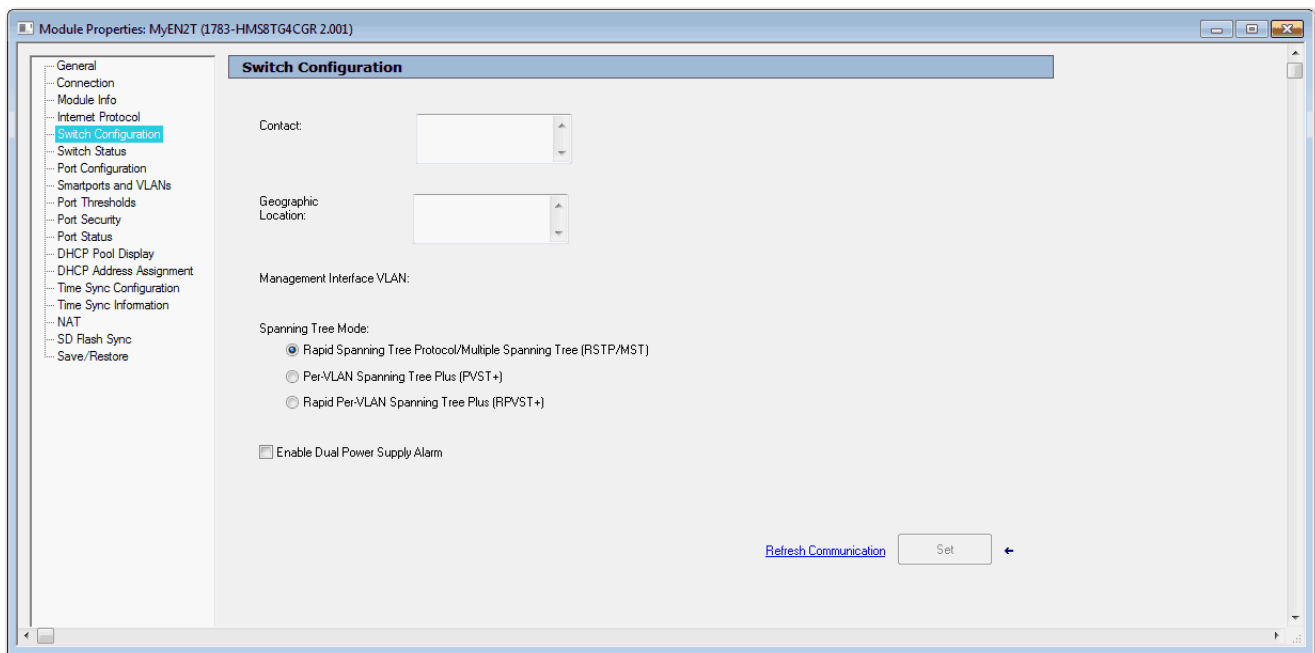 Module Properties: MyEN2T (1783-HMS8TG4CGR 2.001)
General
Connection
Module Info
Internet Protocol
Switch Configuration
Switch Status
Port Configuration
Smartports and VLANs
Port Thresholds
Port Security
Port Status
DHCP Pool Display
DHCP Address Assignment
Time Sync Configuration
Time Sync Information
NAT
SD Flash Sync
Save/Restore
Switch Configuration
Contact:
Geographic
Location:
Management Interface VLAN:
Spanning Tree Mode:
Rapid Spanning Tree Protocol/Multiple Spanning Tree (RSTP/MST)
Per-VLAN Spanning Tree Plus (PVST+)
Rapid Per-VLAN Spanning Tree Plus (RPVST+)
Enable Dual Power Supply Alarm
Refresh Communication
Set